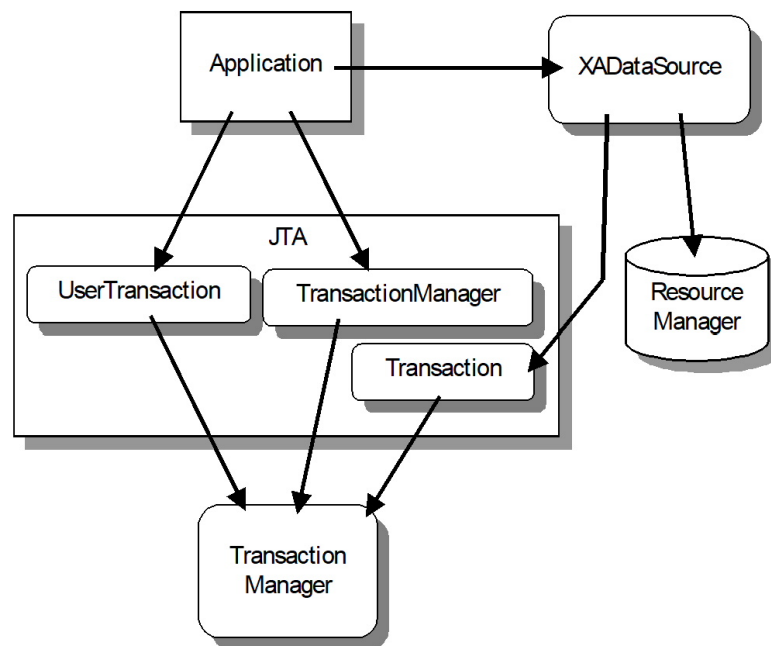 Application
XADataSource
JTA
UserTransaction
TransactionManager
Resource
Manager
Transaction
Transaction
Manager